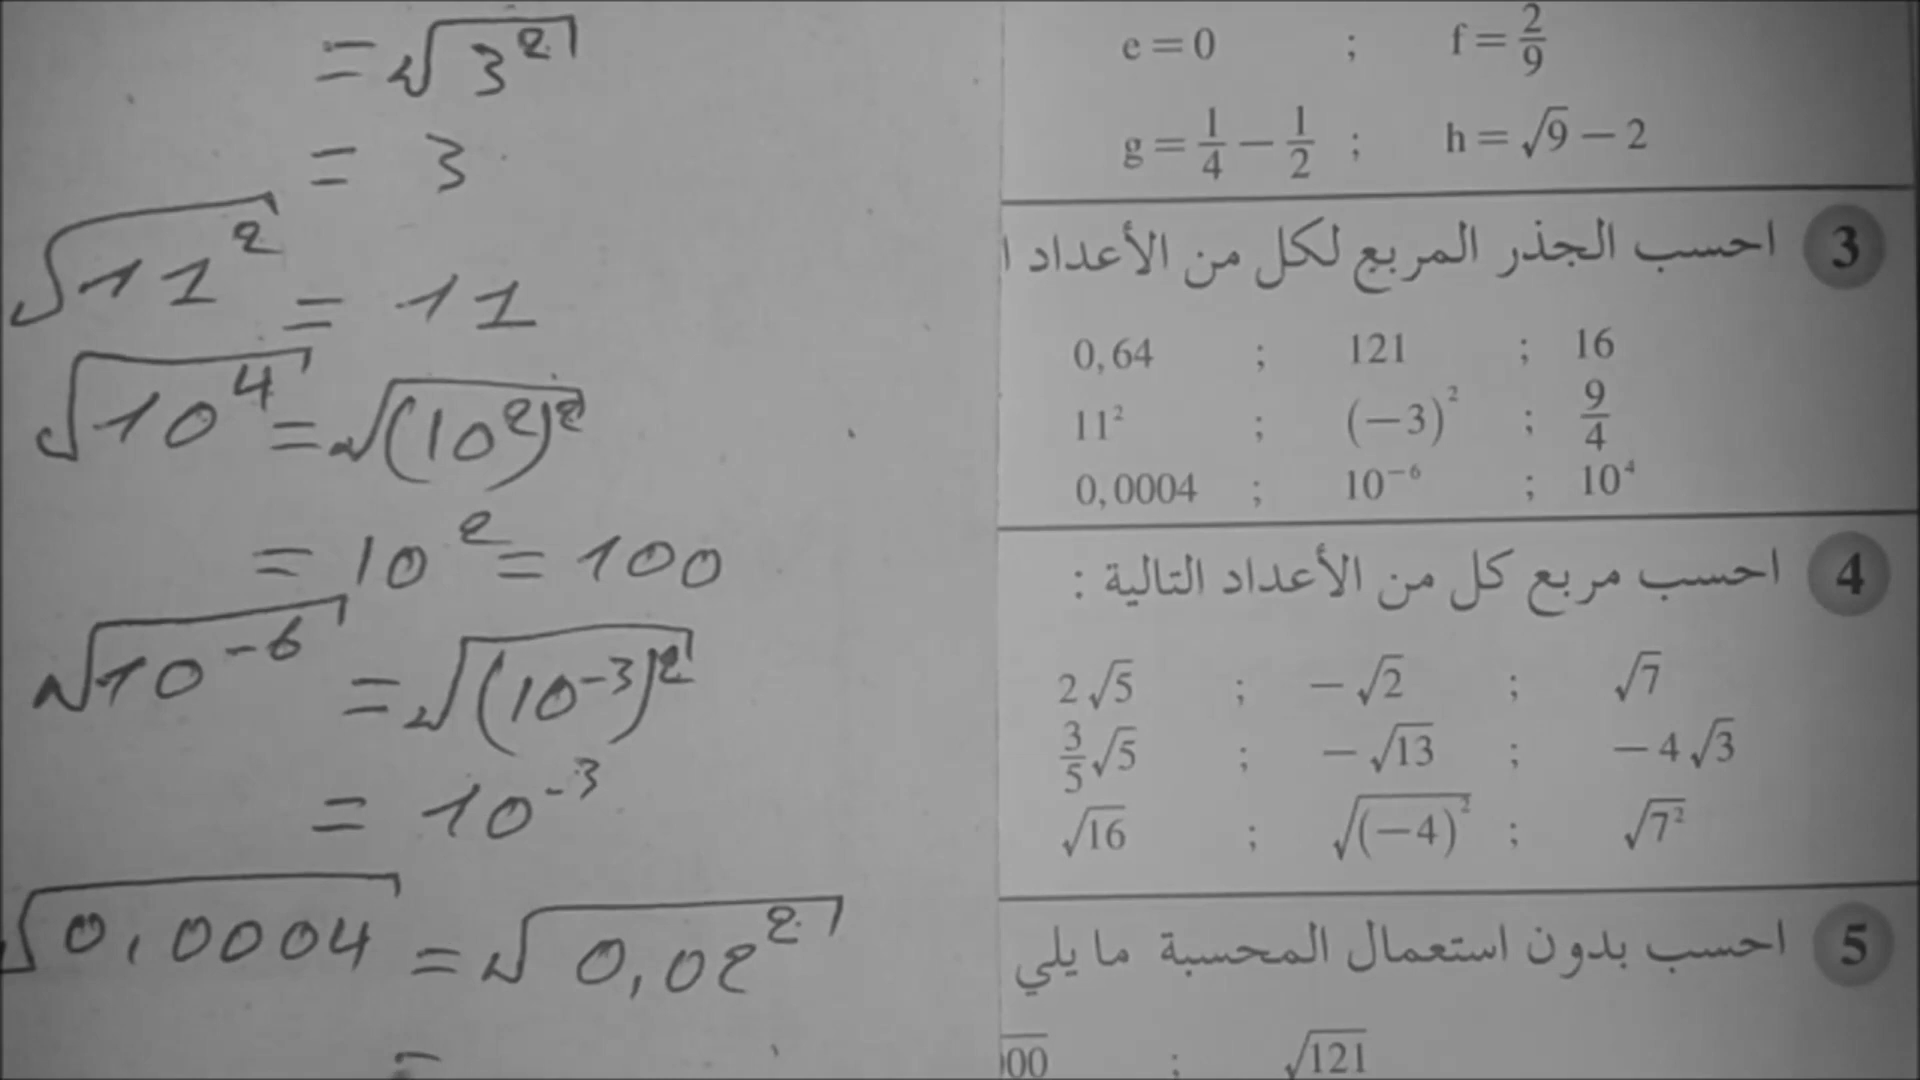 = √3²
= 3
√11² = 11
√10⁴ = √(10²)²
= 10² = 100
√10⁻⁶ = √(10⁻³)²
= 10⁻³
√0,0004 = √0,02²
=
e = 0 ; f = 2/9
g = 1/4 − 1/2 ; h = √9 − 2
3 احسب الجذر المربع لكل من الأعداد
0,64 ; 121 ; 16
11² ; (−3)² ; 9/4
0,0004 ; 10⁻⁶ ; 10⁴
4 احسب مربع كل من الأعداد التالية :
2√5 ; −√2 ; √7
3/5√5 ; −√13 ; −4√3
√16 ; √(−4)² ; √7²
5 احسب بدون استعمال المحسبة ما يلي
00 ; √121